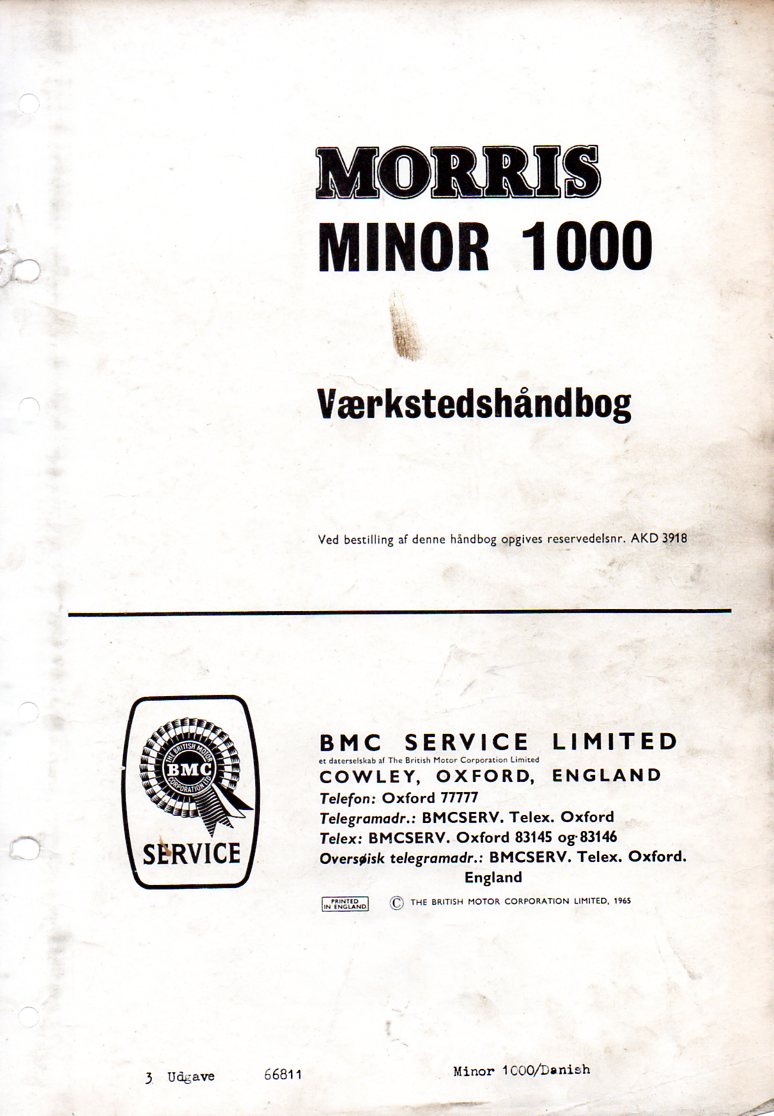 MORRIS
MINOR 1000
Værkstedshåndbog
Ved bestilling af denne håndbog opgives reservedelsnr. AKD 3918
THE BRITISH MOTOR
BMC
CORPORATION LTD
SERVICE
BMC SERVICE LIMITED
et datterselskab af The British Motor Corporation Limited
COWLEY, OXFORD, ENGLAND
Telefon: Oxford 77777
Telegramadr.: BMCSERV. Telex. Oxford
Telex: BMCSERV. Oxford 83145 og 83146
Oversøisk telegramadr.: BMCSERV. Telex. Oxford.
England
PRINTED
IN ENGLAND
© THE BRITISH MOTOR CORPORATION LIMITED, 1965
3 Udgave 66811 Minor 1000/Danish